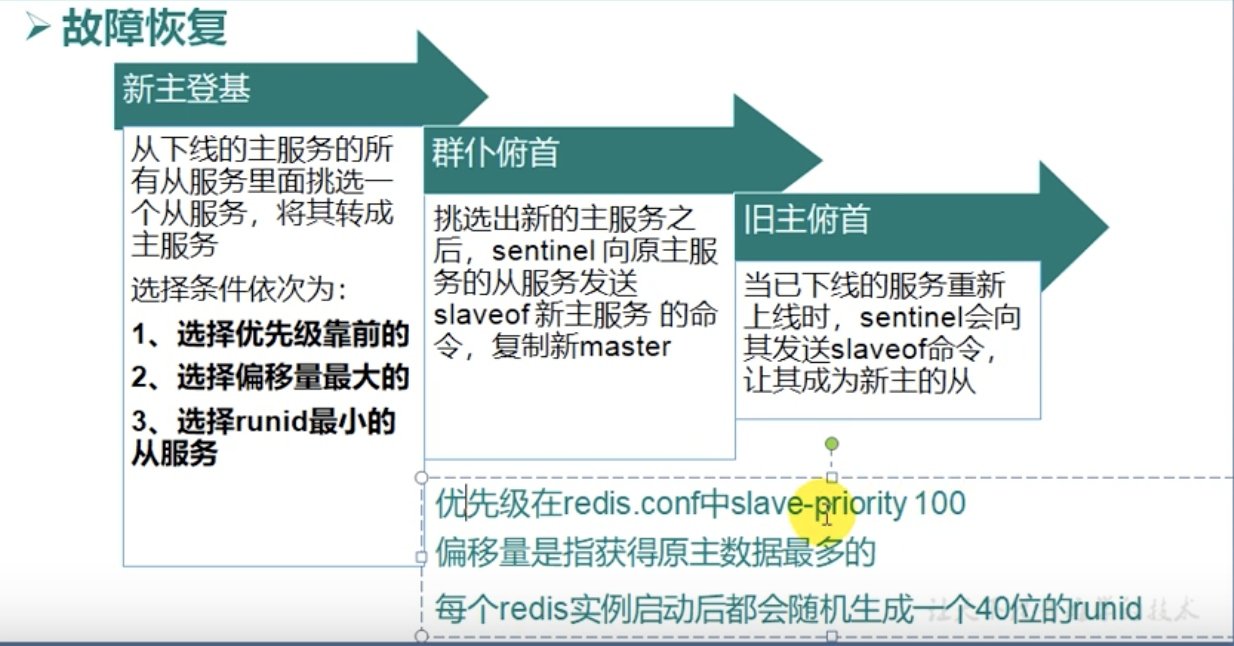 故障恢复
新主登基
从下线的主服务的所
有从服务里面挑选一
个从服务，将其转成
主服务
选择条件依次为：
1、选择优先级靠前的
2、选择偏移量最大的
3、选择runid最小的
从服务
群仆俯首
挑选出新的主服务之
后，sentinel 向原主服
务的从服务发送
slaveof 新主服务 的命
令，复制新master
旧主俯首
当已下线的服务重新
上线时，sentinel会向
其发送slaveof命令，
让其成为新主的从
优先级在redis.conf中slave-priority 100
偏移量是指获得原主数据最多的
每个redis实例启动后都会随机生成一个40位的runid